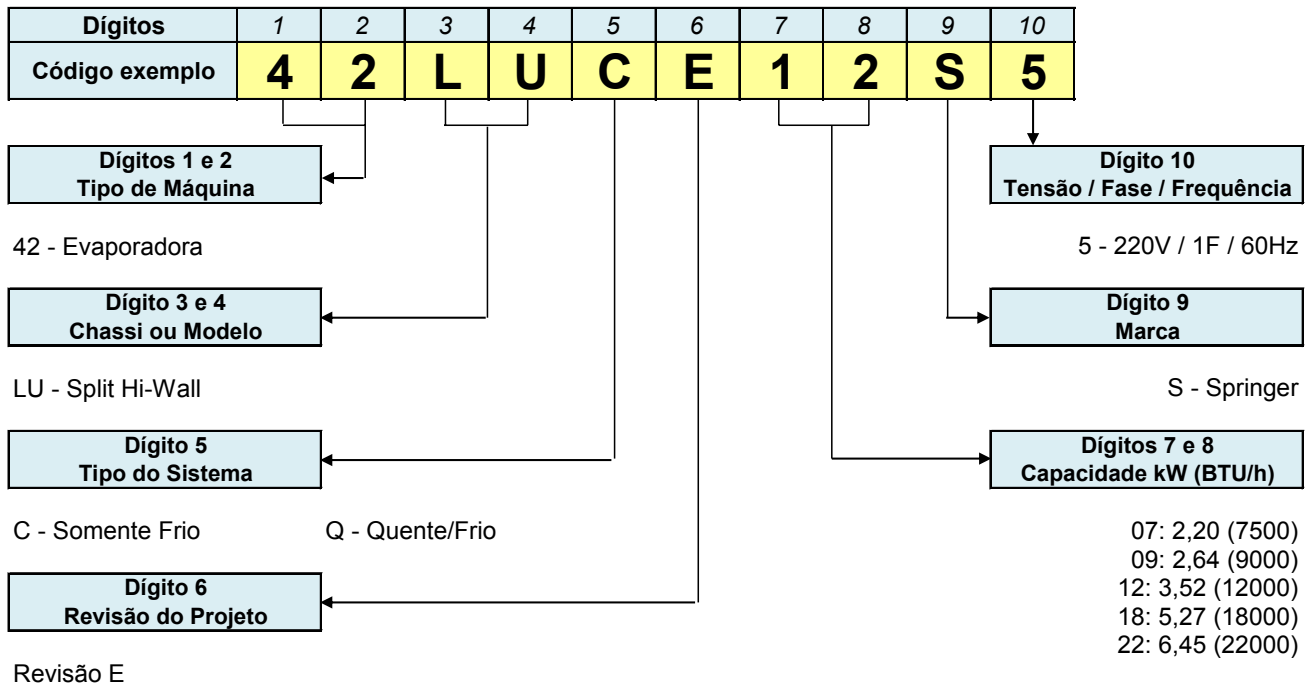 Dígitos 1 2 3 4 5 6 7 8 9 10
Código exemplo 4 2 L U C E 1 2 S 5
Dígitos 1 e 2
Tipo de Máquina
42 - Evaporadora
Dígito 10
Tensão / Fase / Frequência
5 - 220V / 1F / 60Hz
Dígito 3 e 4
Chassi ou Modelo
LU - Split Hi-Wall
Dígito 9
Marca
S - Springer
Dígito 5
Tipo do Sistema
C - Somente Frio Q - Quente/Frio
Dígitos 7 e 8
Capacidade kW (BTU/h)
07: 2,20 (7500)
09: 2,64 (9000)
12: 3,52 (12000)
18: 5,27 (18000)
22: 6,45 (22000)
Dígito 6
Revisão do Projeto
Revisão E